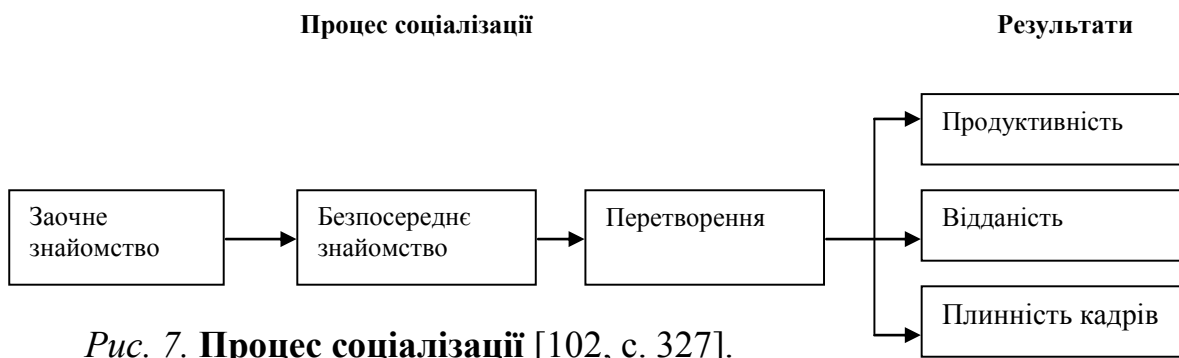 Процес соціалізації
Результати
Заочне
знайомство
Безпосереднє
знайомство
Перетворення
Продуктивність
Відданість
Плинність кадрів
Рис. 7. Процес соціалізації [102, с. 327].